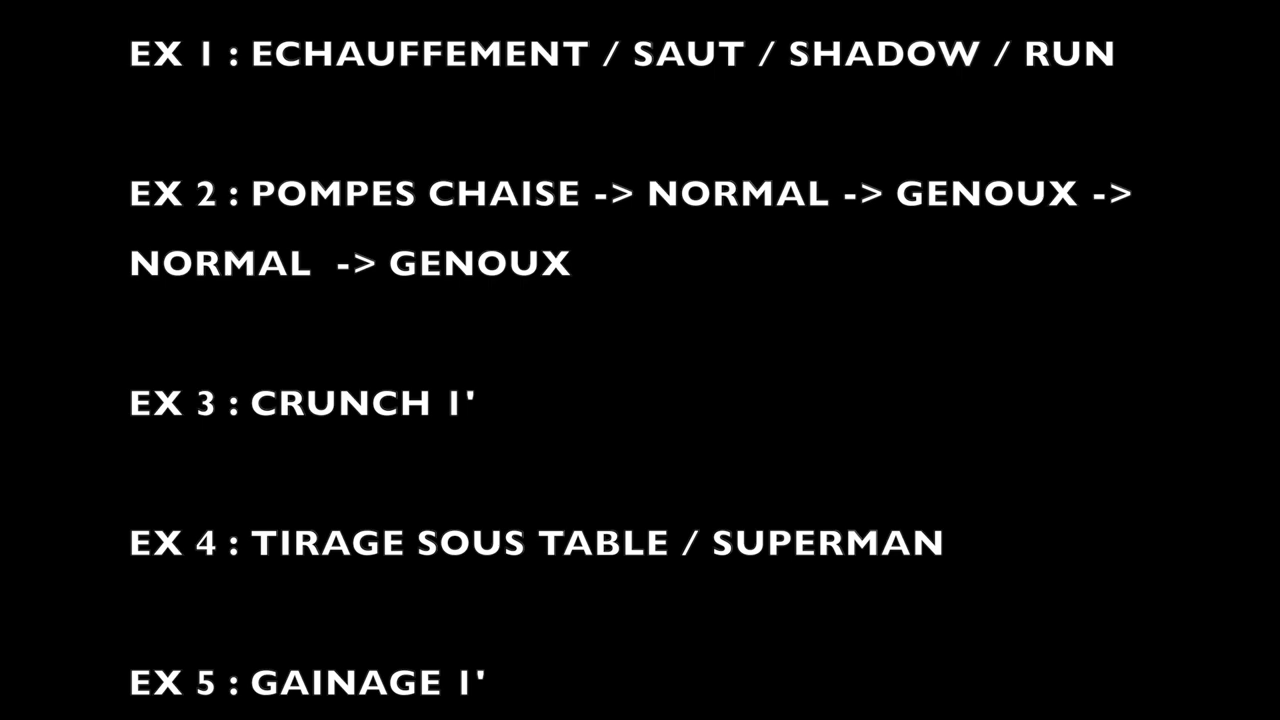 EX 1 : ECHAUFFEMENT / SAUT / SHADOW / RUN
EX 2 : POMPES CHAISE -> NORMAL -> GENOUX ->
NORMAL -> GENOUX
EX 3 : CRUNCH 1'
EX 4 : TIRAGE SOUS TABLE / SUPERMAN
EX 5 : GAINAGE 1'